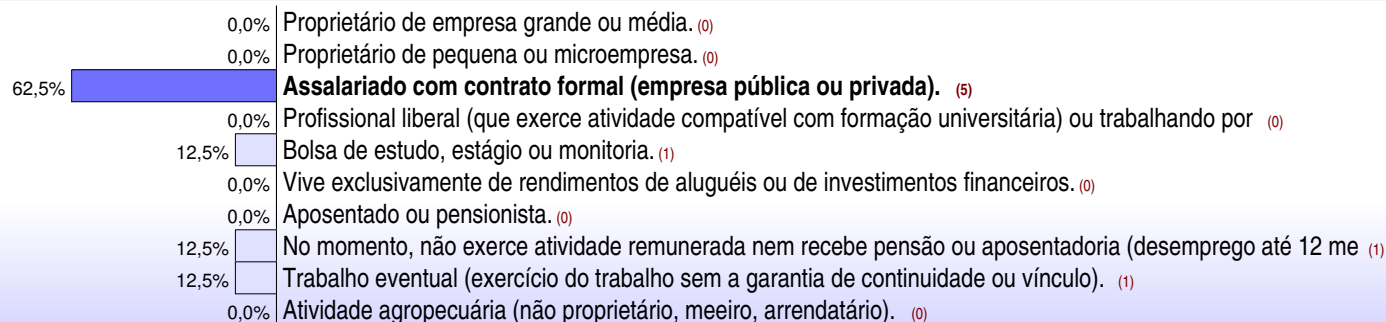 0,0% Proprietário de empresa grande ou média. (0)
0,0% Proprietário de pequena ou microempresa. (0)
62,5% Assalariado com contrato formal (empresa pública ou privada). (5)
0,0% Profissional liberal (que exerce atividade compatível com formação universitária) ou trabalhando por (0)
12,5% Bolsa de estudo, estágio ou monitoria. (1)
0,0% Vive exclusivamente de rendimentos de aluguéis ou de investimentos financeiros. (0)
0,0% Aposentado ou pensionista. (0)
12,5% No momento, não exerce atividade remunerada nem recebe pensão ou aposentadoria (desemprego até 12 me (1)
12,5% Trabalho eventual (exercício do trabalho sem a garantia de continuidade ou vínculo). (1)
0,0% Atividade agropecuária (não proprietário, meeiro, arrendatário). (0)